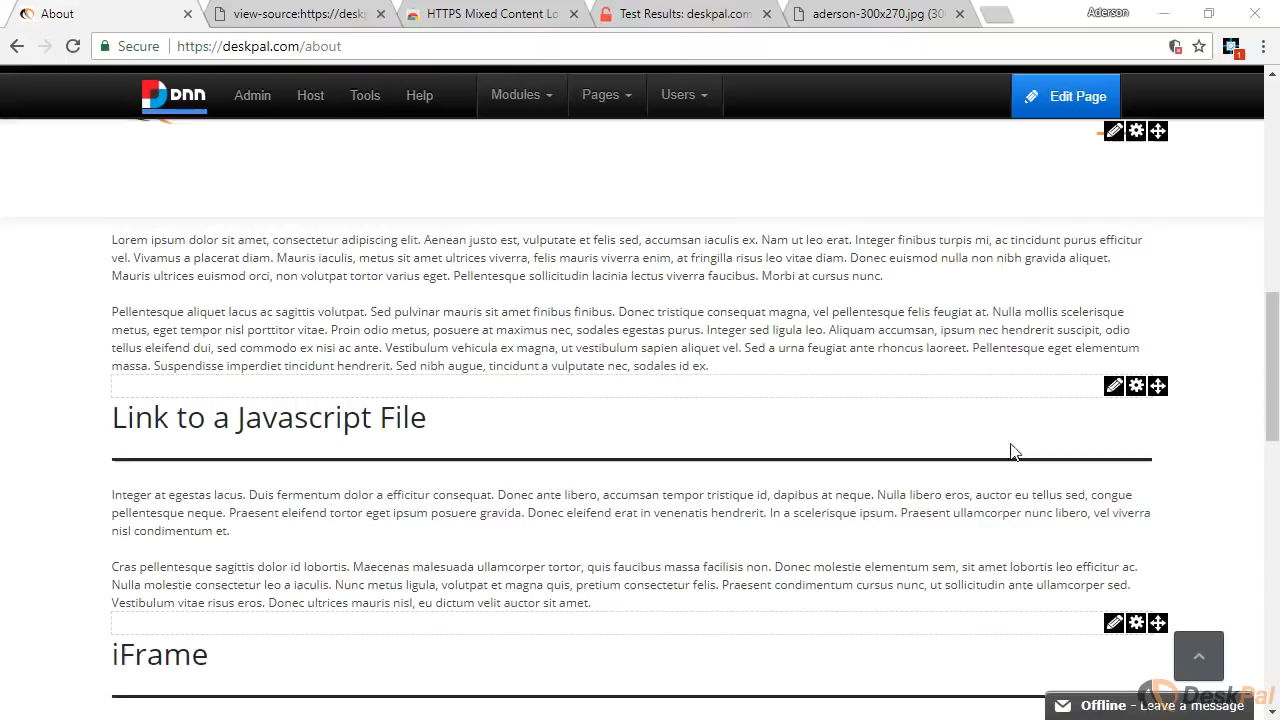 About
view-source:https://desk
HTTPS Mixed Content Lo
Test Results: deskpal.com
aderson-300x270.jpg (30
Aderson
Secure
https://deskpal.com/about
1
DNN
Admin
Host
Tools
Help
Modules
Pages
Users
Edit Page
Lorem ipsum dolor sit amet, consectetur adipiscing elit. Aenean justo est, vulputate et felis sed, accumsan iaculis ex. Nam ut leo erat. Integer finibus turpis mi, ac tincidunt purus efficitur
vel. Vivamus a placerat diam. Mauris iaculis, metus sit amet ultrices viverra, felis mauris viverra enim, at fringilla risus leo vitae diam. Donec euismod nulla non nibh gravida aliquet.
Mauris ultrices euismod orci, non volutpat tortor varius eget. Pellentesque sollicitudin lacinia lectus viverra faucibus. Morbi at cursus nunc.
Pellentesque aliquet lacus ac sagittis volutpat. Sed pulvinar mauris sit amet finibus finibus. Donec tristique consequat magna, vel pellentesque felis feugiat at. Nulla mollis scelerisque
metus, eget tempor nisl porttitor vitae. Proin odio metus, posuere at maximus nec, sodales egestas purus. Integer sed ligula leo. Aliquam accumsan, ipsum nec hendrerit suscipit, odio
tellus eleifend dui, sed commodo ex nisi ac ante. Vestibulum vehicula ex magna, ut vestibulum sapien aliquet vel. Sed a urna feugiat ante rhoncus laoreet. Pellentesque eget elementum
massa. Suspendisse imperdiet tincidunt hendrerit. Sed nibh augue, tincidunt a vulputate nec, sodales id ex.
Link to a Javascript File
Integer at egestas lacus. Duis fermentum dolor a efficitur consequat. Donec ante libero, accumsan tempor tristique id, dapibus at neque. Nulla libero eros, auctor eu tellus sed, congue
pellentesque neque. Praesent eleifend tortor eget ipsum posuere gravida. Donec eleifend erat in venenatis hendrerit. In a scelerisque ipsum. Praesent ullamcorper nunc libero, vel viverra
nisl condimentum et.
Cras pellentesque sagittis dolor id lobortis. Maecenas malesuada ullamcorper tortor, quis faucibus massa facilisis non. Donec molestie elementum sem, sit amet lobortis leo efficitur ac.
Nulla molestie consectetur leo a iaculis. Nunc metus ligula, volutpat et magna quis, pretium consectetur felis. Praesent condimentum cursus nunc, ut sollicitudin ante ullamcorper sed.
Vestibulum vitae risus eros. Donec ultrices mauris nisl, eu dictum velit auctor sit amet.
iFrame
DeskPal
Offline - Leave a message